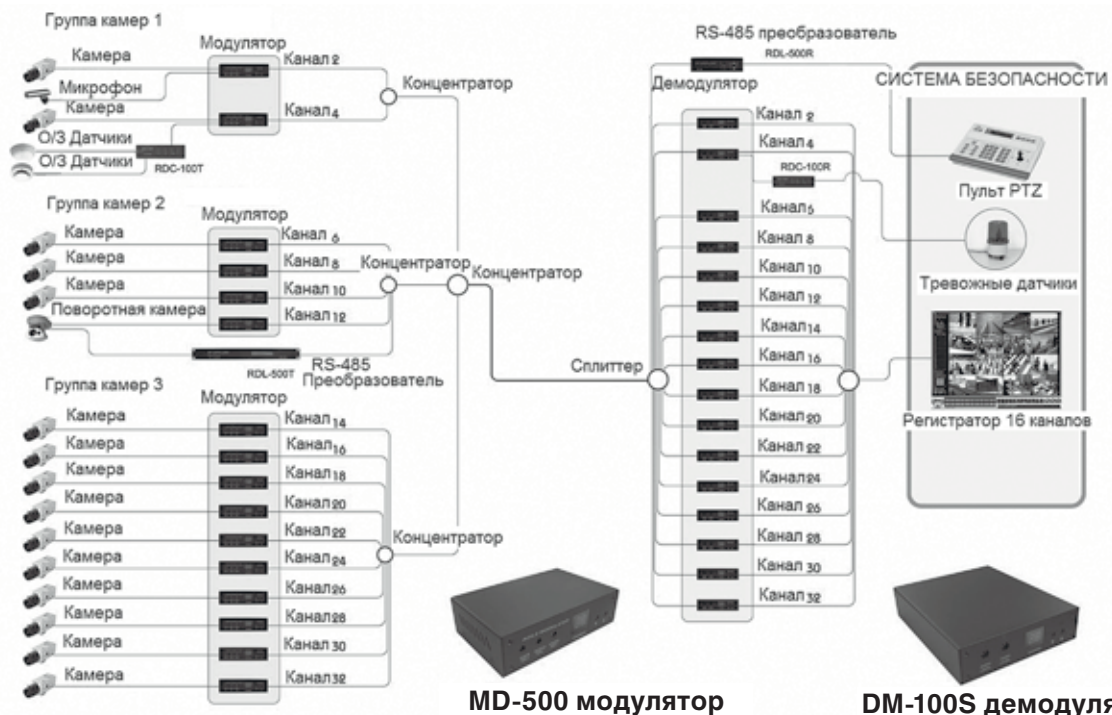 Группа камер 1
Модулятор
Камера
Канал 2
Микрофон
Концентратор
Камера
Канал 4
О/З Датчики
О/З Датчики
RDC-100T
Группа камер 2
Модулятор
Камера
Канал 6
Камера
Канал 8
Концентратор
Концентратор
Камера
Канал 10
Поворотная камера
Канал 12
RDL-500T
RS-485
Преобразователь
Группа камер 3
Модулятор
Камера
Канал 14
Камера
Канал 16
Камера
Канал 18
Камера
Канал 20
Камера
Канал 22
Концентратор
Камера
Канал 24
Камера
Канал 26
Камера
Канал 28
Камера
Канал 30
Камера
Канал 32
RS-485 преобразователь
RDL-500R
Демодулятор
Канал 2
Канал 4
RDC-100R
Канал 5
Канал 8
Канал 10
Канал 12
Канал 14
Сплиттер
Канал 16
Канал 18
Канал 20
Канал 22
Канал 24
Канал 26
Канал 28
Канал 30
Канал 32
СИСТЕМА БЕЗОПАСНОСТИ
Пульт PTZ
Тревожные датчики
Регистратор 16 каналов
MD-500 модулятор
DM-100S демодуля